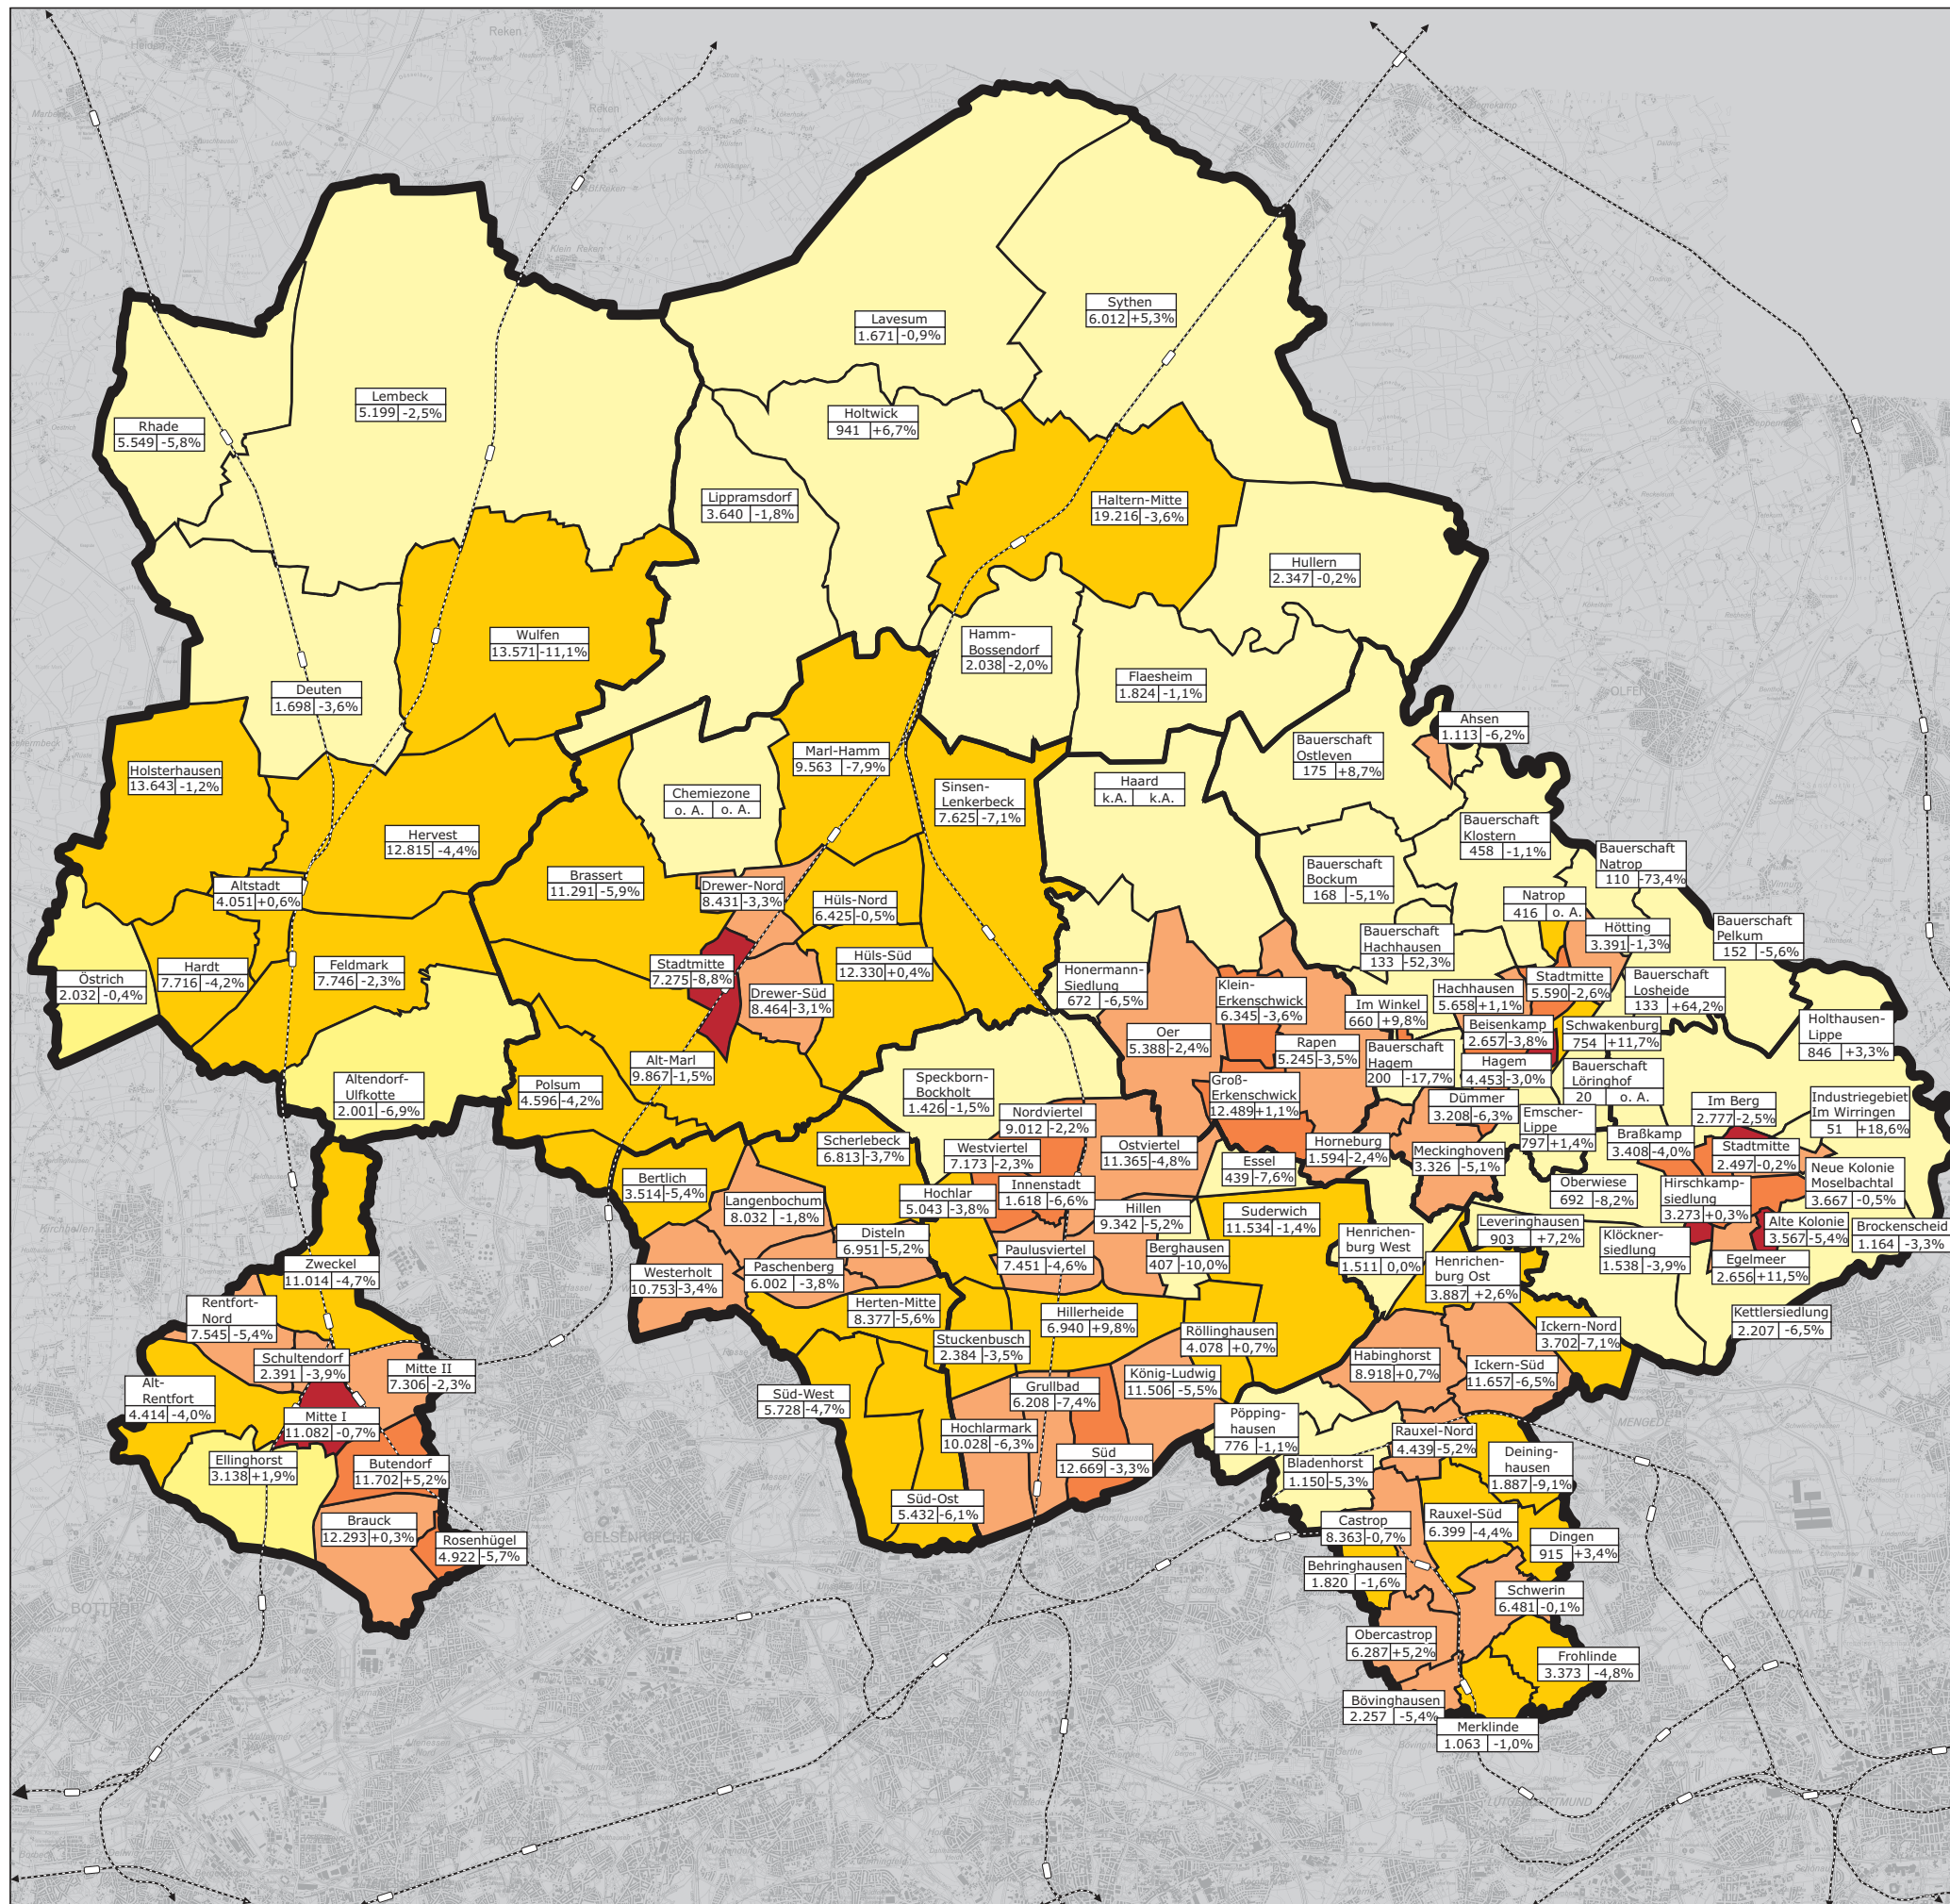 Reken
Reken
Bf.Reken
Klein Reken
Lavesum
1.671 -0,9%
Sythen
6.012 +5,3%
Lembeck
5.199 -2,5%
Rhade
5.549 -5,8%
Holtwick
941 +6,7%
Lippramsdorf
3.640 -1,8%
Haltern-Mitte
19.216 -3,6%
Hullern
2.347 -0,2%
Wulfen
13.571 -11,1%
Hamm-
Bossendorf
2.038 -2,0%
Flaesheim
1.824 -1,1%
Deuten
1.698 -3,6%
OLFEN
Ahsen
1.113 -6,2%
Bauerschaft
Ostleven
175 +8,7%
Marl-Hamm
9.563 -7,9%
Holsterhausen
13.643 -1,2%
Chemiezone
o. A. o. A.
Sinsen-
Lenkerbeck
7.625 -7,1%
Haard
k.A. k.A.
Hervest
12.815 -4,4%
Bauerschaft
Klostern
458 -1,1%
Bauerschaft
Natrop
110 -73,4%
Bauerschaft
Bockum
168 -5,1%
Brassert
11.291 -5,9%
Altstadt
4.051 +0,6%
Drewer-Nord
8.431 -3,3%
Hüls-Nord
6.425 -0,5%
Natrop
416 o. A.
Hötting
3.391 -1,3%
Bauerschaft
Pelkum
152 -5,6%
Bauerschaft
Hachhausen
133 -52,3%
Hüls-Süd
12.330 +0,4%
Stadtmitte
7.275 -8,8%
Feldmark
7.746 -2,3%
Hardt
7.716 -4,2%
Östrich
2.032 -0,4%
Honermann-
Siedlung
672 -6,5%
Stadtmitte
5.590 -2,6%
Bauerschaft
Losheide
133 +64,2%
Drewer-Süd
8.464 -3,1%
Klein-
Erkenschwick
6.345 -3,6%
Hachhausen
5.658 +1,1%
Im Winkel
660 +9,8%
Holthausen-
Lippe
846 +3,3%
Oer
5.388 -2,4%
Beisenkamp
2.657 -3,8%
Schwakenburg
754 +11,7%
Rapen
5.245 -3,5%
Bauerschaft
Hagem
200 -17,7%
Alt-Marl
9.867 -1,5%
Hagem
4.453 -3,0%
Bauerschaft
Löringhof
20 o. A.
Altendorf-
Ulfkotte
2.001 -6,9%
Polsum
4.596 -4,2%
Speckborn-
Bockholt
1.426 -1,5%
Groß-
Erkenschwick
12.489 +1,1%
Dümmer
3.208 -6,3%
Im Berg
2.777 -2,5%
Industriegebiet
Im Wirringen
51 +18,6%
Nordviertel
9.012 -2,2%
Emscher-
Lippe
797 +1,4%
Scherlebeck
6.813 -3,7%
Westviertel
7.173 -2,3%
Ostviertel
11.365 -4,8%
Horneburg
1.594 -2,4%
Braßkamp
3.408 -4,0%
Stadtmitte
2.497 -0,2%
Meckinghoven
3.326 -5,1%
Essel
439 -7,6%
Bertlich
3.514 -5,4%
Neue Kolonie
Moselbachtal
3.667 -0,5%
Oberwiese
692 -8,2%
Hirschkamp-
siedlung
3.273 +0,3%
Innenstadt
1.618 -6,6%
Hochlar
5.043 -3,8%
Langenbochum
8.032 -1,8%
Hillen
9.342 -5,2%
Suderwich
11.534 -1,4%
Leveringhausen
903 +7,2%
Alte Kolonie
3.567 -5,4%
Brockenscheid
1.164 -3,3%
Disteln
6.951 -5,2%
Henrichen-
burg West
1.511 0,0%
Klöckner-
siedlung
1.538 -3,9%
Paulusviertel
7.451 -4,6%
Berghausen
407 -10,0%
Egelmeer
2.656 +11,5%
Henrichen-
burg Ost
3.887 +2,6%
Zweckel
11.014 -4,7%
Westerholt
10.753 -3,4%
Paschenberg
6.002 -3,8%
Rentfort-
Nord
7.545 -5,4%
Herten-Mitte
8.377 -5,6%
Hillerheide
6.940 +9,8%
Kettlersiedlung
2.207 -6,5%
Röllinghausen
4.078 +0,7%
Ickern-Nord
3.702 -7,1%
Stuckenbusch
2.384 -3,5%
Schultendorf
2.391 -3,9%
Mitte II
7.306 -2,3%
Habinghorst
8.918 +0,7%
Ickern-Süd
11.657 -6,5%
König-Ludwig
11.506 -5,5%
Alt-
Rentfort
4.414 -4,0%
Süd-West
5.728 -4,7%
Grullbad
6.208 -7,4%
Mitte I
11.082 -0,7%
Pöpping-
hausen
776 -1,1%
Hochlarmark
10.028 -6,3%
Rauxel-Nord
4.439 -5,2%
MENGEDE
Deining-
hausen
1.887 -9,1%
Süd
12.669 -3,3%
Ellinghorst
3.138 +1,9%
Butendorf
11.702 +5,2%
Bladenhorst
1.150 -5,3%
Süd-Ost
5.432 -6,1%
Brauck
12.293 +0,3%
Castrop
8.363 -0,7%
Rauxel-Süd
6.399 -4,4%
Rosenhügel
4.922 -5,7%
GELSENKIRCHEN
Dingen
915 +3,4%
Behringhausen
1.820 -1,6%
Schwerin
6.481 -0,1%
BOTTROP
HUCKARDE
Obercastrop
6.287 +5,2%
Frohlinde
3.373 -4,8%
Bövinghausen
2.257 -5,4%
Merklinde
1.063 -1,0%
LÜTGENDORTMUND